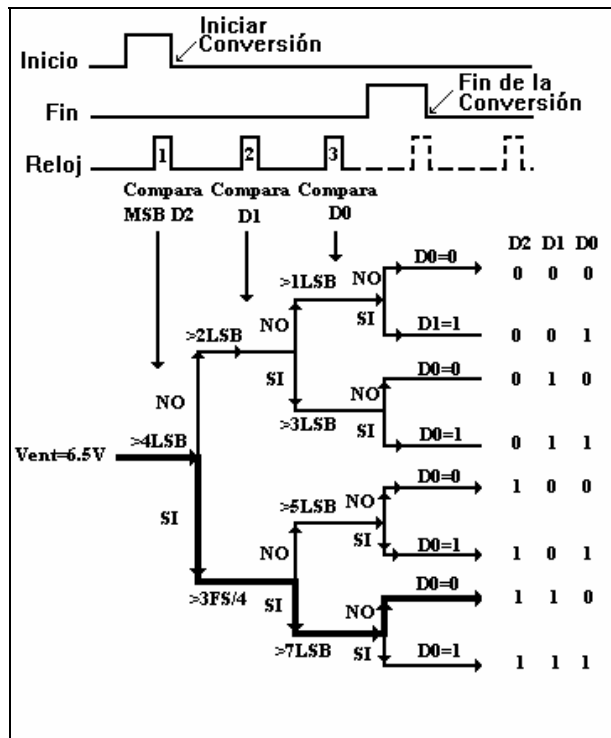 Iniciar
Conversión
Inicio
Fin de la
Conversión
Fin
Reloj
1
2
3
Compara
MSB D2
Compara
D1
Compara
D0
D2 D1 D0
>1LSB
NO
D0=0
0 0 0
SI
D1=1
0 0 1
>2LSB
NO
SI
D0=0
0 1 0
NO
>3LSB
SI
D0=1
0 1 1
NO
>4LSB
Vent=6.5V
SI
>5LSB
NO
D0=0
1 0 0
SI
D0=1
1 0 1
NO
>3FS/4
SI
D0=0
1 1 0
NO
>7LSB
SI
D0=1
1 1 1